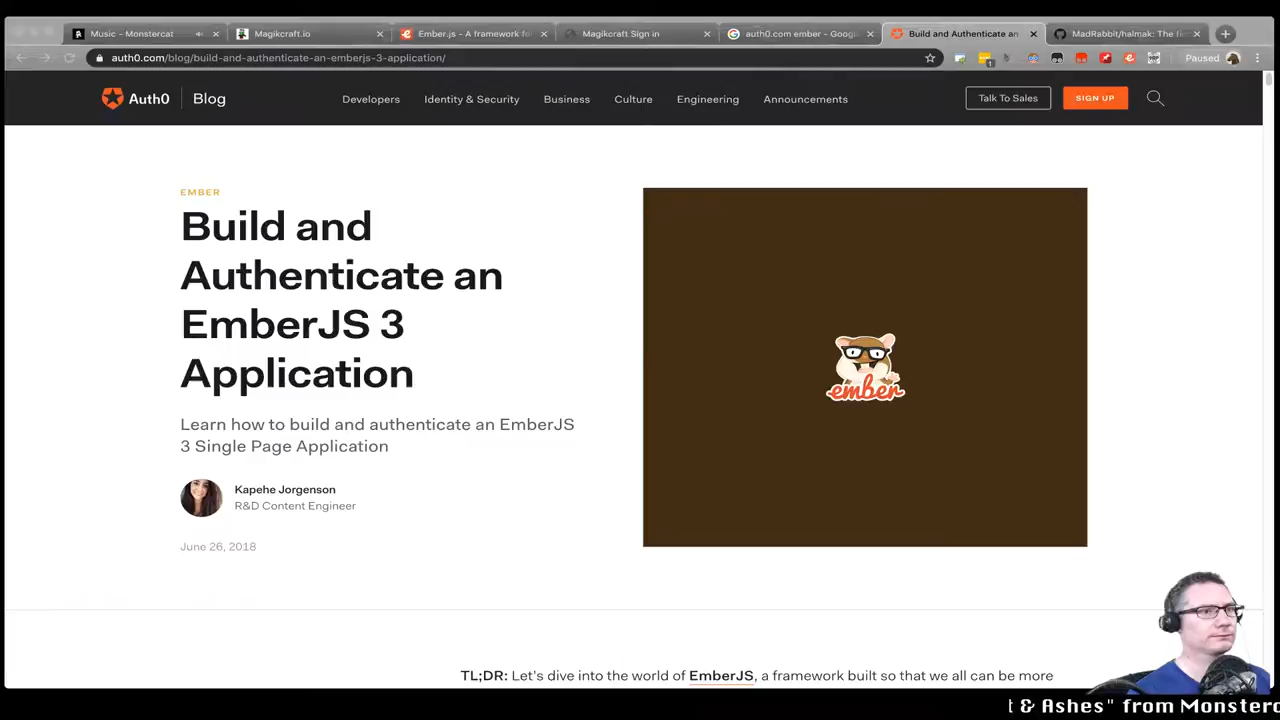 Music - Monstercat
Magikcraft.io
Ember.js - A framework fo
Magikcraft Sign in
auth0.com ember - Goog
Build and Authenticate an
MadRabbit/halmak: The
auth0.com/blog/build-and-authenticate-an-emberjs-3-application/
Paused
Auth0
Blog
Developers
Identity & Security
Business
Culture
Engineering
Announcements
Talk To Sales
SIGN UP
EMBER
Build and
Authenticate an
EmberJS 3
Application
Learn how to build and authenticate an EmberJS
3 Single Page Application
Kapehe Jorgenson
R&D Content Engineer
June 26, 2018
ember
TL;DR: Let's dive into the world of EmberJS, a framework built so that we all can be more
t & Ashes" from Monsterc